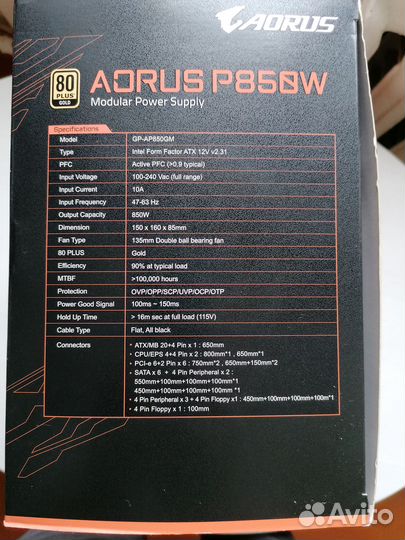 AORUS
80 PLUS GOLD
AORUS P850W
Modular Power Supply
Specifications
Model GP-AP850GM
Type Intel Form Factor ATX 12V v2.31
PFC Active PFC (>0.9 typical)
Input Voltage 100-240 Vac (full range)
Input Current 10A
Input Frequency 47-63 Hz
Output Capacity 850W
Dimension 150 x 160 x 85mm
Fan Type 135mm Double ball bearing fan
80 PLUS Gold
Efficiency 90% at typical load
MTBF >100,000 hours
Protection OVP/OPP/SCP/UVP/OCP/OTP
Power Good Signal 100ms ~ 150ms
Hold Up Time > 16m sec at full load (115V)
Cable Type Flat, All black
Connectors • ATX/MB 20+4 Pin x 1 : 650mm
• CPU/EPS 4+4 Pin x 2 : 800mm*1 , 650mm*1
• PCI-e 6+2 Pin x 6 : 750mm*2 , 650mm+150mm*2
• SATA x 6 + 4 Pin Peripheral x 2 :
550mm+100mm+100mm+100mm*1
450mm+100mm+100mm+100mm *1
• 4 Pin Peripheral x 3 + 4 Pin Floppy x1 : 450mm+100mm+100mm+100m*1
• 4 Pin Floppy x 1 : 100mm
Avito